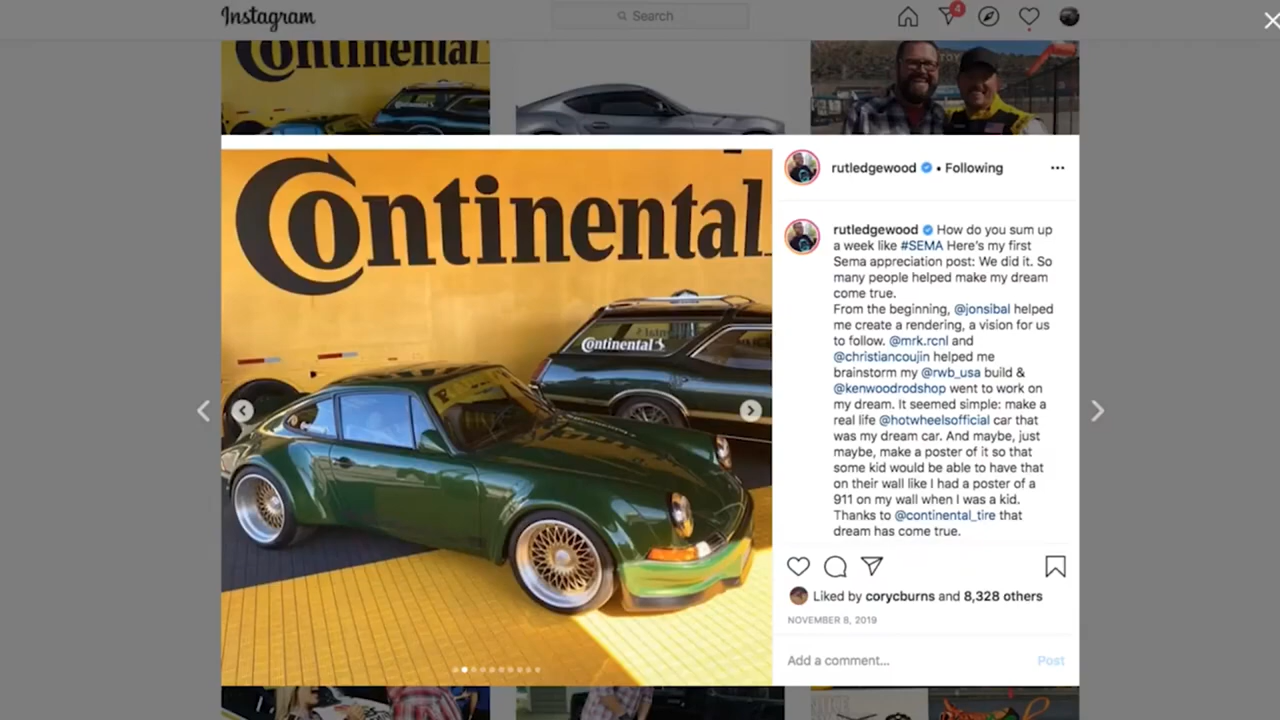 Instagram
Search
4
Continental
Continental
rutledgewood • Following
rutledgewood How do you sum up
a week like #SEMA Here's my first
Sema appreciation post: We did it. So
many people helped make my dream
come true.
From the beginning, @jonsibal helped
me create a rendering, a vision for us
to follow. @mrk.rcnl and
@christiancoujin helped me
brainstorm my @rwb_usa build &
@kenwoodrodshop went to work on
my dream. It seemed simple: make a
real life @hotwheelsofficial car that
was my dream car. And maybe, just
maybe, make a poster of it so that
some kid would be able to have that
on their wall like I had a poster of a
911 on my wall when I was a kid.
Thanks to @continental_tire that
dream has come true.
Continental
Liked by corycburns and 8,328 others
NOVEMBER 8, 2019
Add a comment... Post